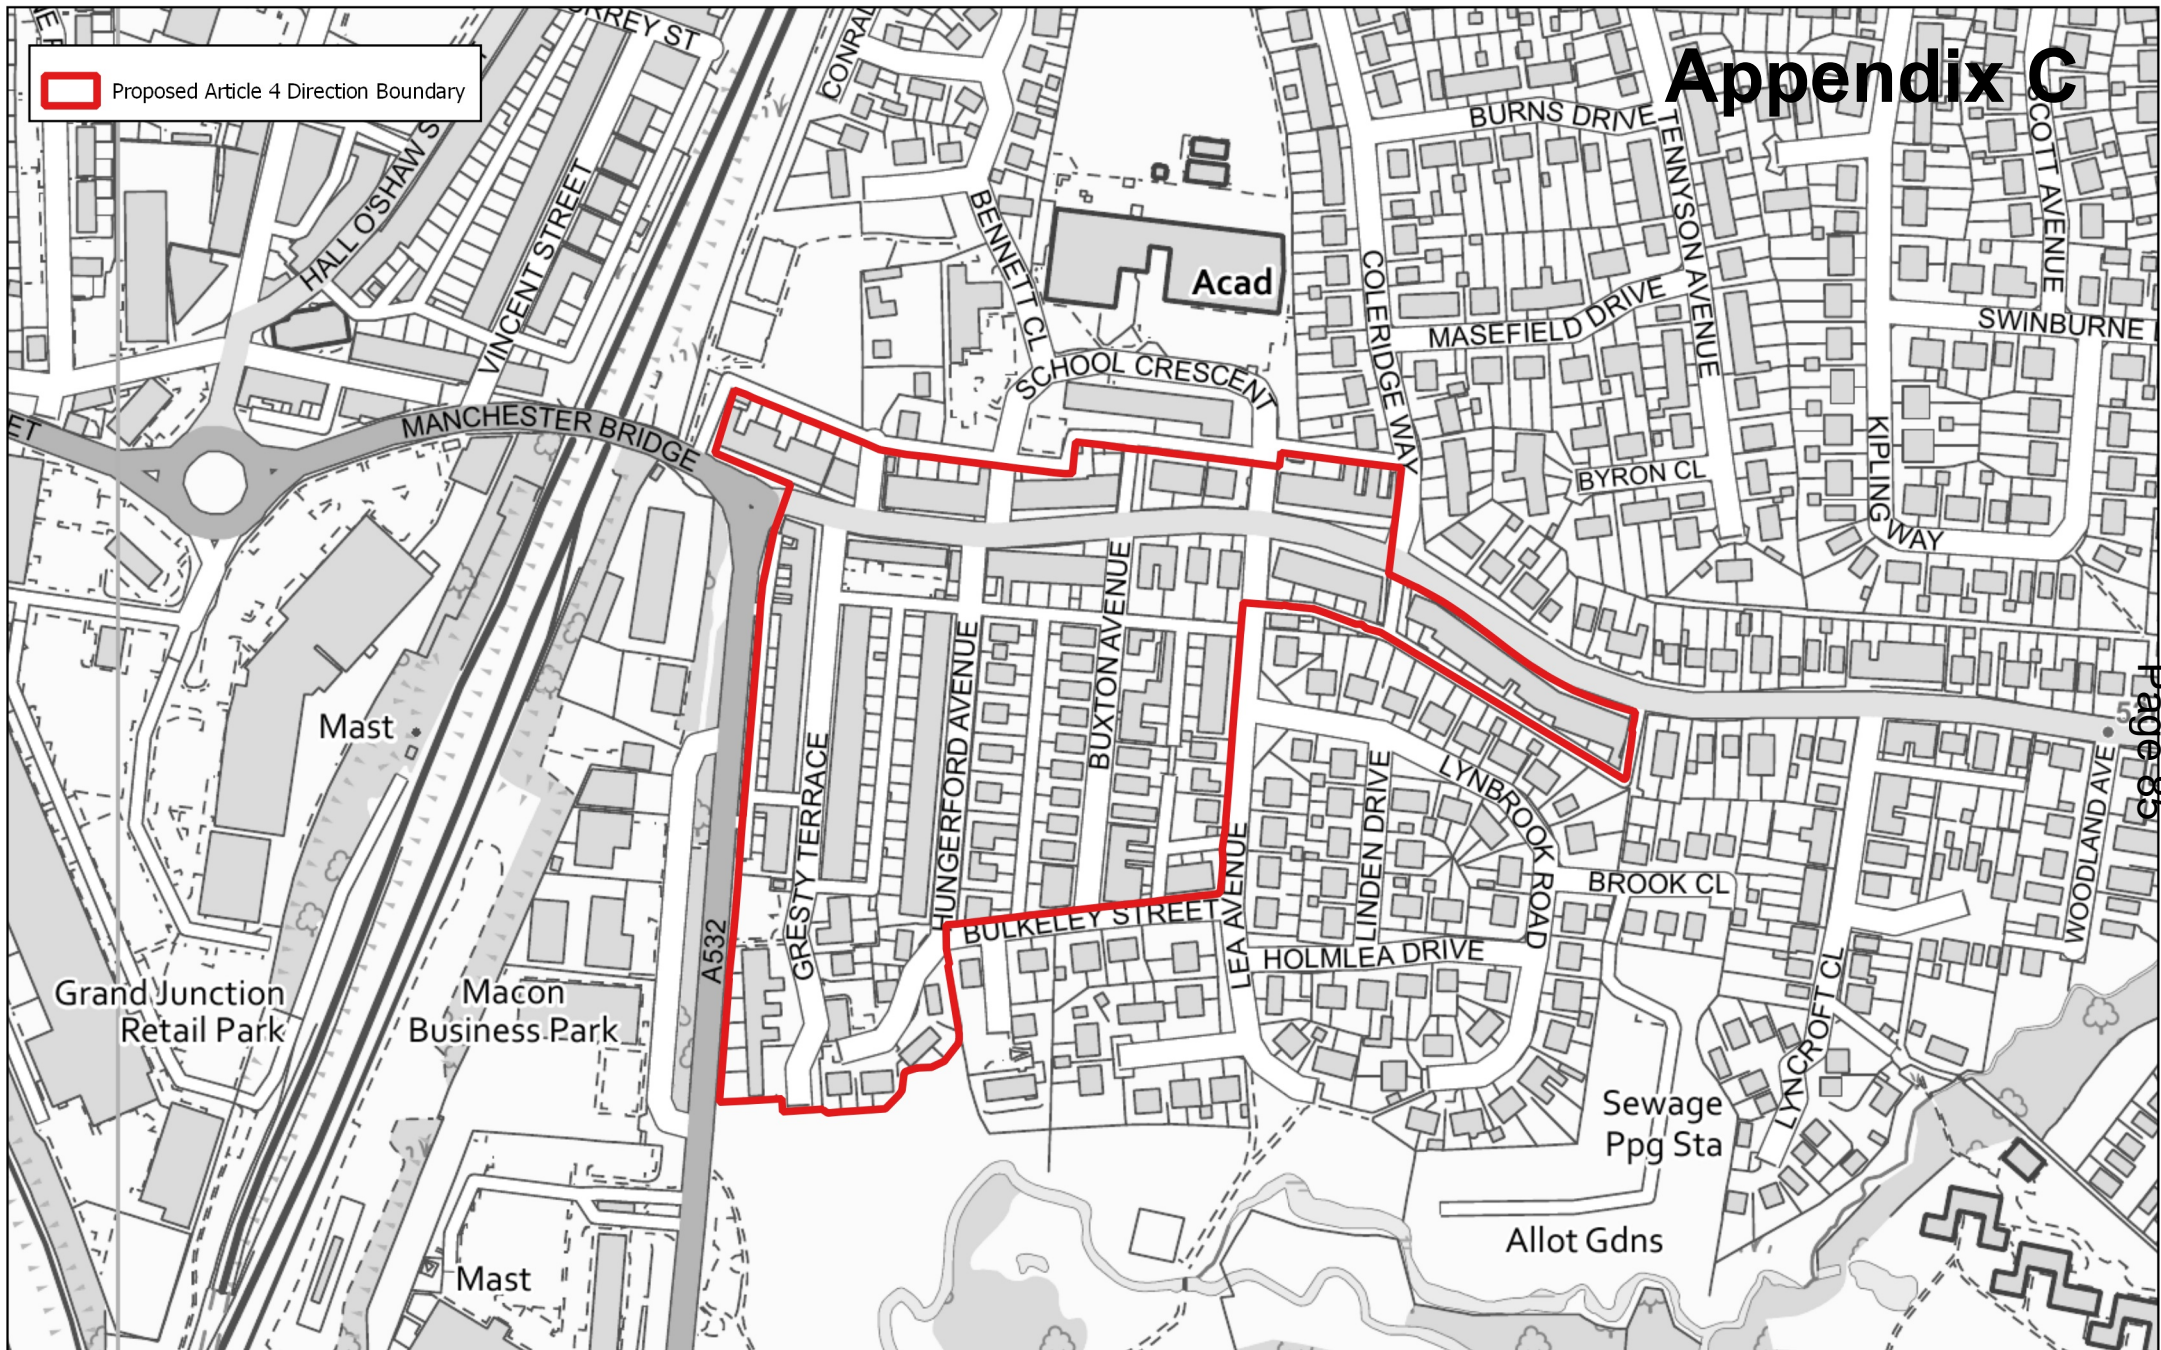 Appendix C
Proposed Article 4 Direction Boundary
HALL O'SHAW
VINCENT STREET
BENNETT CL
SCHOOL CRESCENT
Acad
COLERIDGE WAY
BURNS DRIVE
TENNYSON AVENUE
MASEFIELD DRIVE
BYRON CL
KIPLING WAY
SCOTT AVENUE
SWINBURNE
MANCHESTER BRIDGE
Mast
Grand Junction
Retail Park
Macon
Business Park
Mast
A532
GRESTY TERRACE
HUNGERFORD AVENUE
BUXTON AVENUE
BULKELEY STREET
LEA AVENUE
LINDEN DRIVE
LYNBROOK ROAD
HOLMLEA DRIVE
BROOK CL
LYNCROFT CL
WOODLAND AVE
Sewage
Ppg Sta
Allot Gdns
Page 85